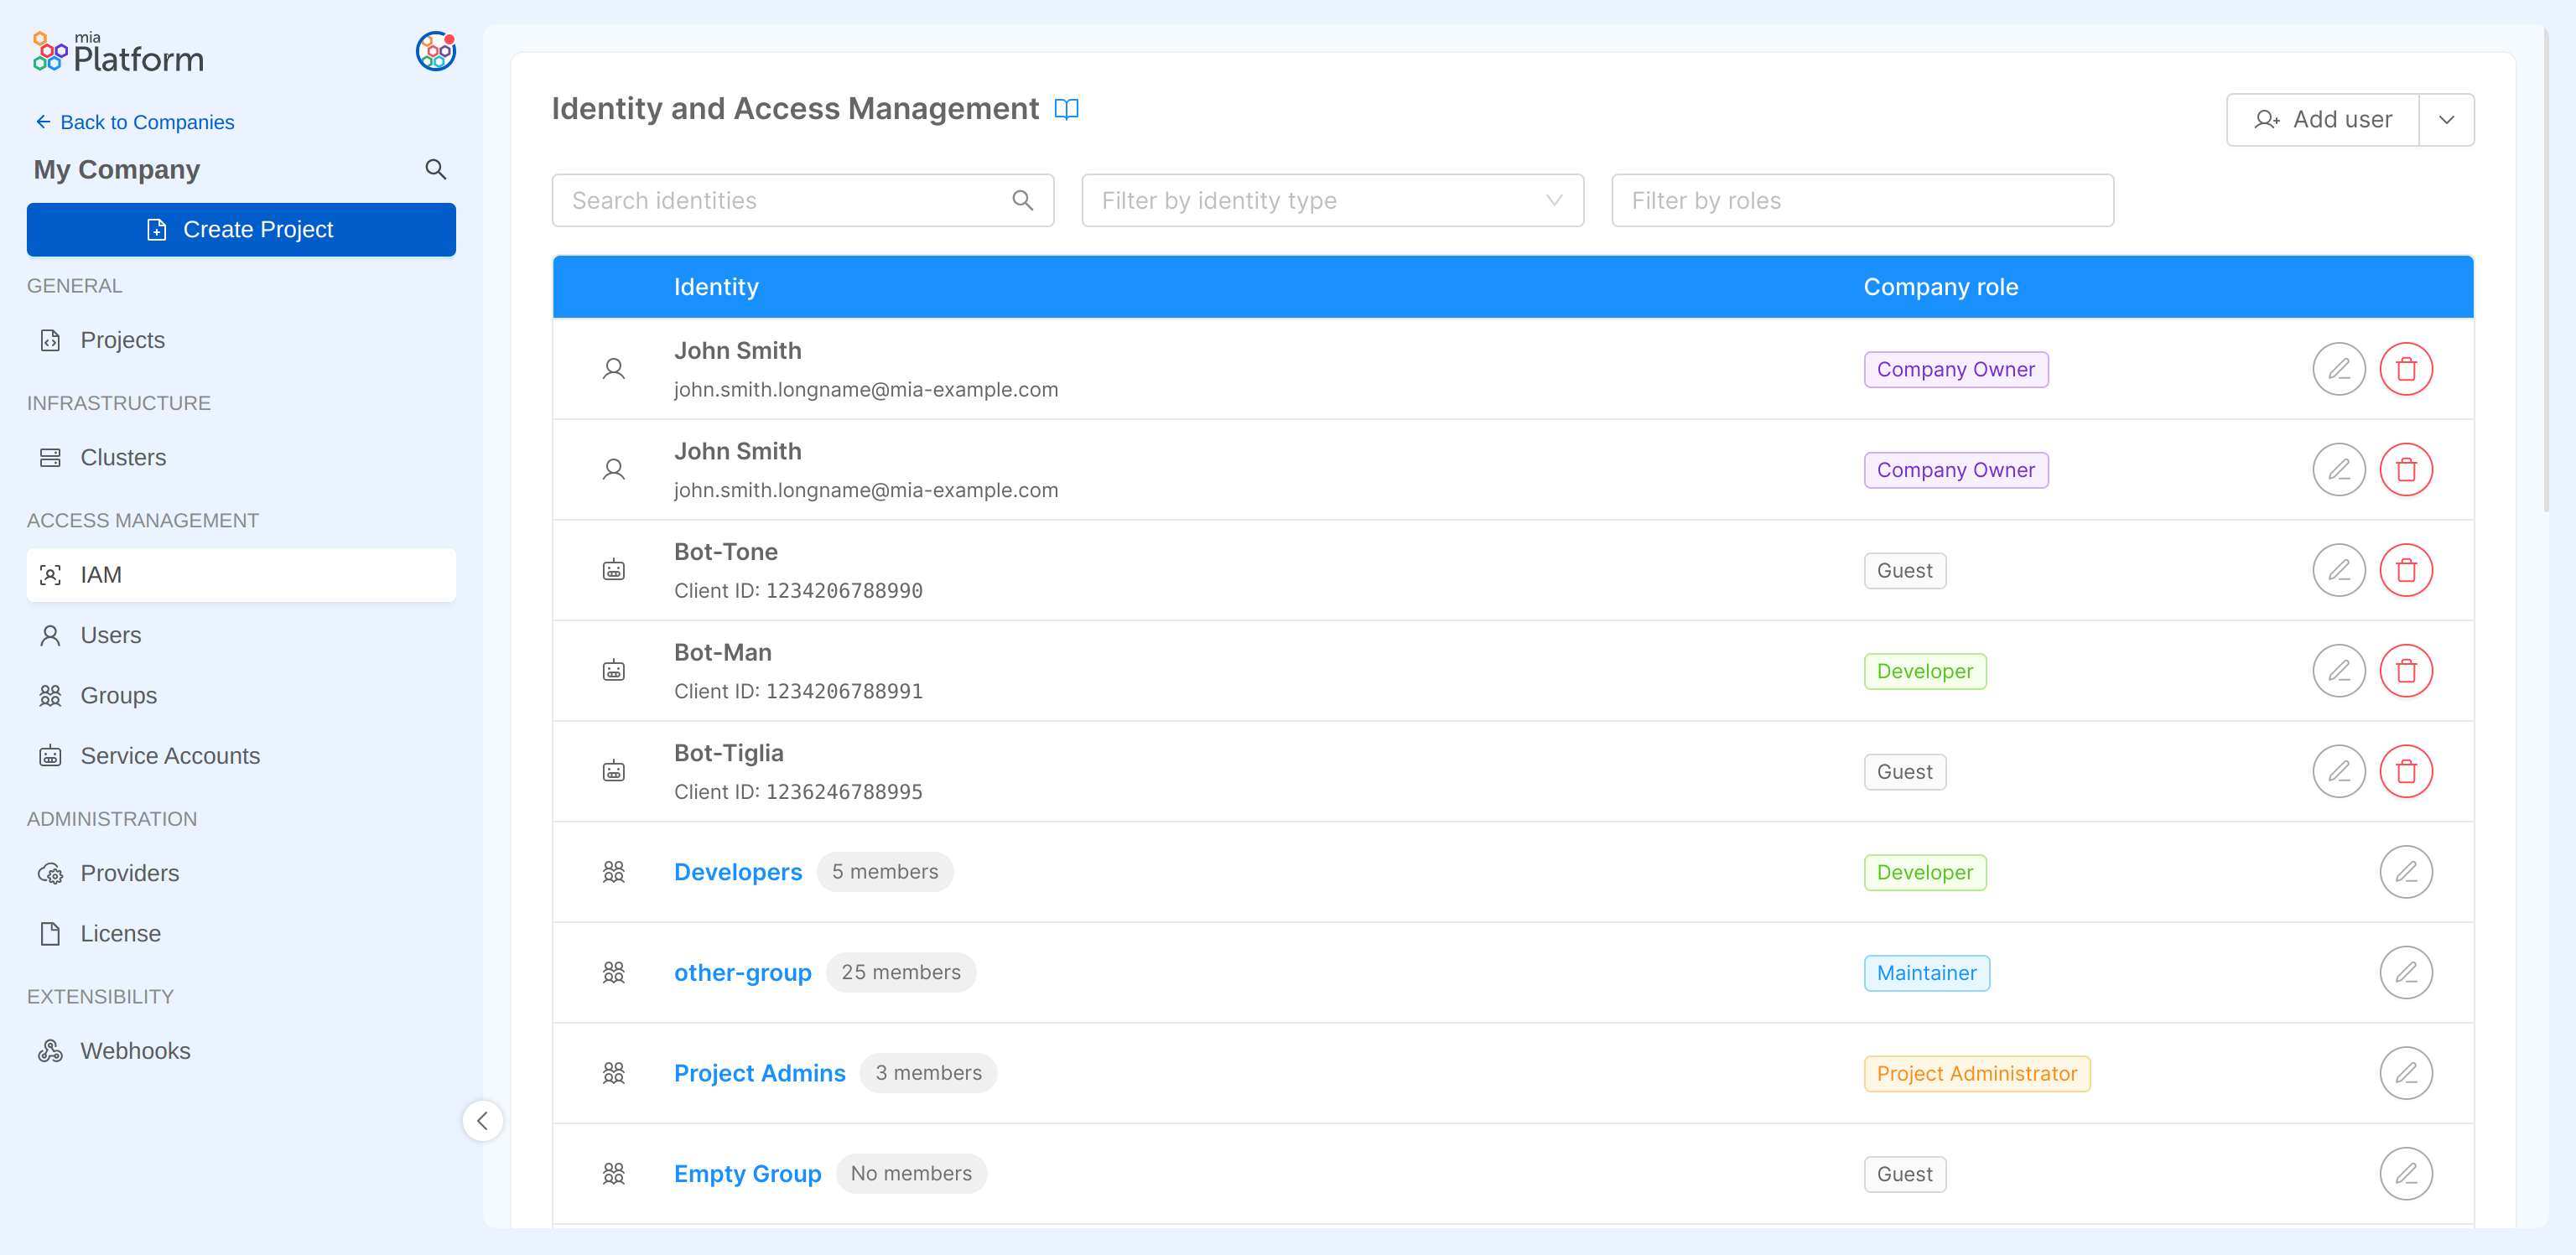 mia
Platform
Back to Companies
My Company
Create Project
GENERAL
Projects
INFRASTRUCTURE
Clusters
ACCESS MANAGEMENT
IAM
Users
Groups
Service Accounts
ADMINISTRATION
Providers
License
EXTENSIBILITY
Webhooks
Identity and Access Management
Add user
Search identities
Filter by identity type
Filter by roles
Identity Company role
John Smith
john.smith.longname@mia-example.com
Company Owner
John Smith
john.smith.longname@mia-example.com
Company Owner
Bot-Tone
Client ID: 1234206788990
Guest
Bot-Man
Client ID: 1234206788991
Developer
Bot-Tiglia
Client ID: 1236246788995
Guest
Developers 5 members Developer
other-group 25 members Maintainer
Project Admins 3 members Project Administrator
Empty Group No members Guest